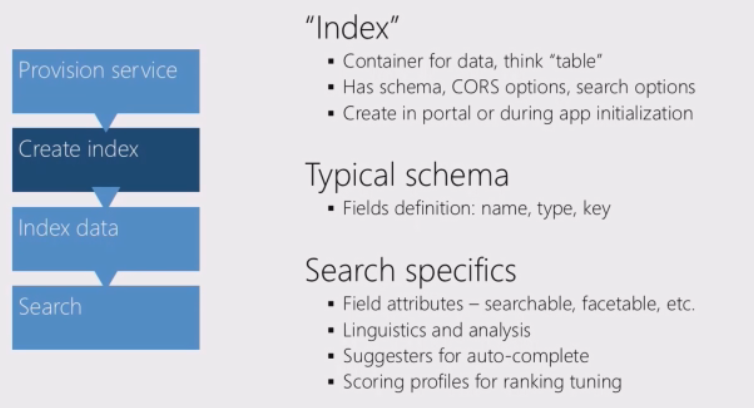 Provision service
Create index
Index data
Search
“Index”
▪ Container for data, think “table”
▪ Has schema, CORS options, search options
▪ Create in portal or during app initialization
Typical schema
▪ Fields definition: name, type, key
Search specifics
▪ Field attributes – searchable, facetable, etc.
▪ Linguistics and analysis
▪ Suggesters for auto-complete
▪ Scoring profiles for ranking tuning